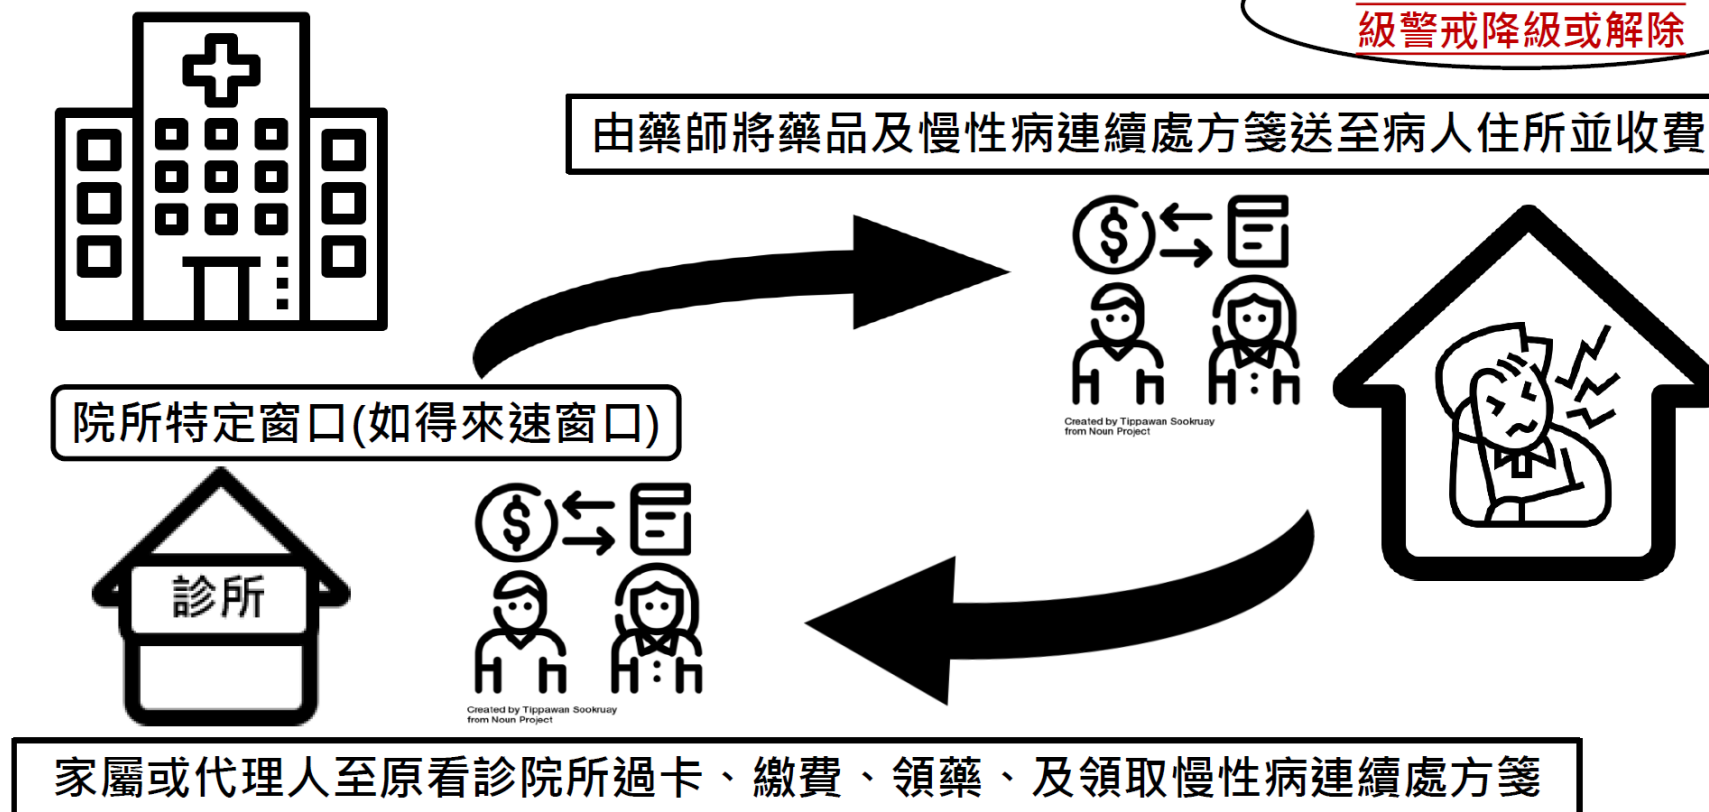 級警戒降級或解除
由藥師將藥品及慢性病連續處方箋送至病人住所並收費
Created by Tippawan Sookruay
from Noun Project
院所特定窗口(如得來速窗口)
診所
Created by Tippawan Sookruay
from Noun Project
家屬或代理人至原看診院所過卡、繳費、領藥、及領取慢性病連續處方箋